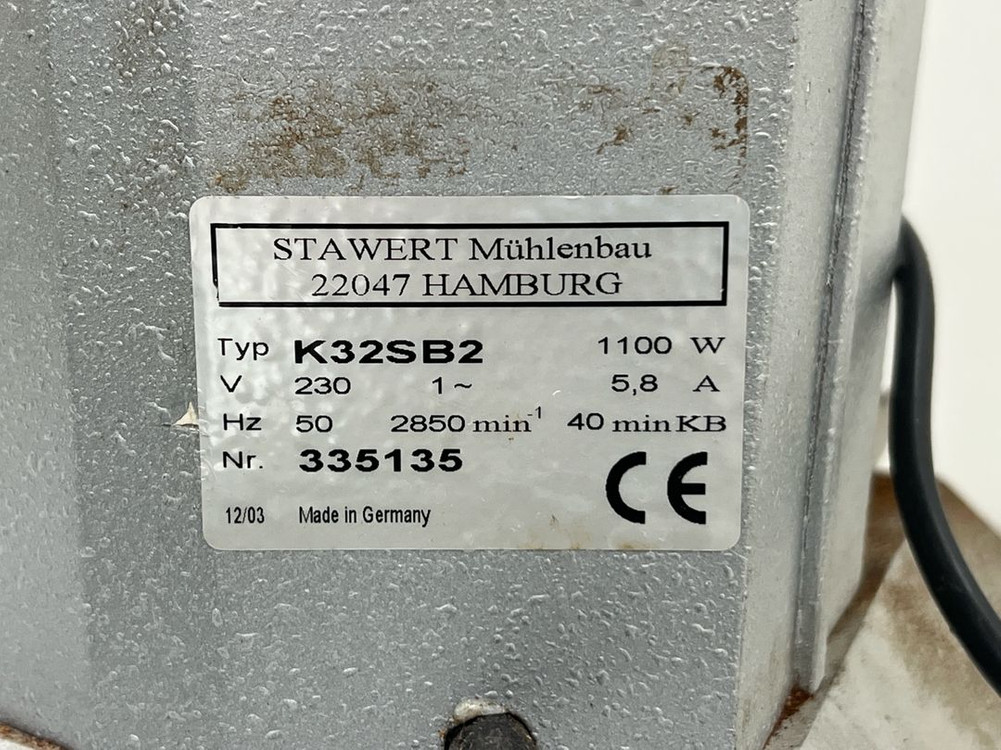 STAWERT Mühlenbau
22047 HAMBURG
Typ K32SB2 1100 W
V 230 1~ 5,8 A
Hz 50 2850 min⁻¹ 40 min KB
Nr. 335135
CE
12/03 Made in Germany